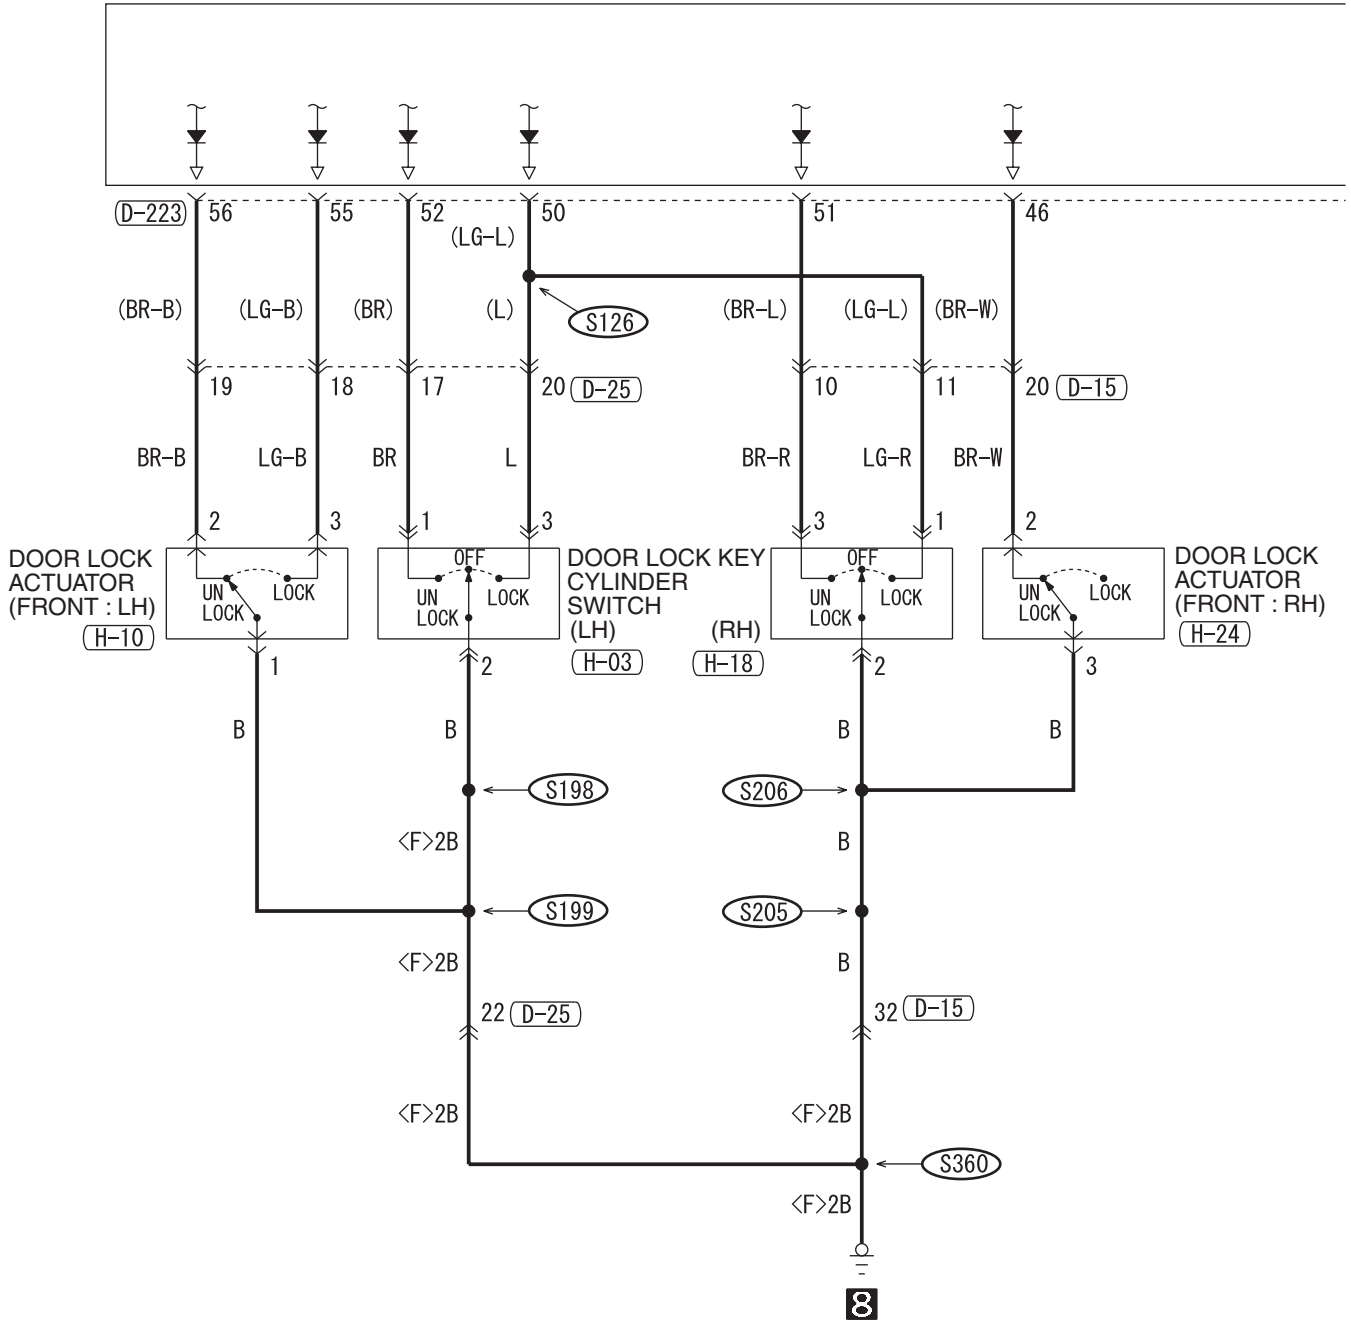 D-223 56 55 52 50 51 46
(LG-L)
(BR-B) (LG-B) (BR) (L) (BR-L) (LG-L) (BR-W)
S126
19 18 17 20 D-25 10 11 20 D-15
BR-B LG-B BR L BR-R LG-R BR-W
2 3 1 3 3 1 2
DOOR LOCK
ACTUATOR
(FRONT : LH)
H-10
UN
LOCK
LOCK
OFF
UN
LOCK
LOCK
DOOR LOCK KEY
CYLINDER
SWITCH
(LH)
H-03
(RH)
H-18
OFF
UN
LOCK
LOCK
UN
LOCK
LOCK
DOOR LOCK
ACTUATOR
(FRONT : RH)
H-24
1 2 2 3
B B B B
S198 S206
<F>2B B
S199 S205
<F>2B B
22 D-25 32 D-15
<F>2B <F>2B
S360
<F>2B
8